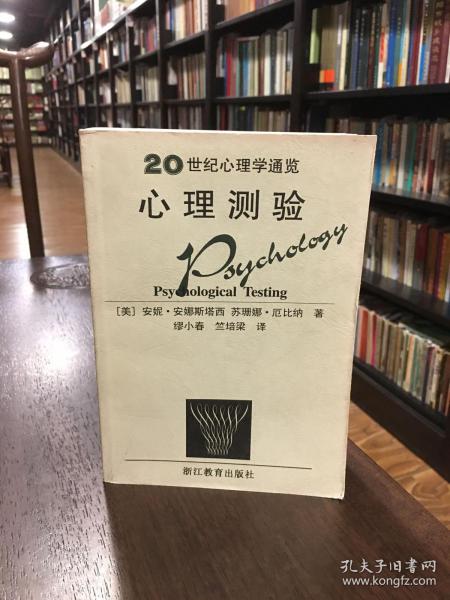 20世纪心理学通览
心理测验
Psychology
Psychological Testing
[美] 安妮·安娜斯塔西 苏珊娜·厄比纳 著
缪小春 竺培梁 译
浙江教育出版社
孔夫子旧书网
www.kongfz.com